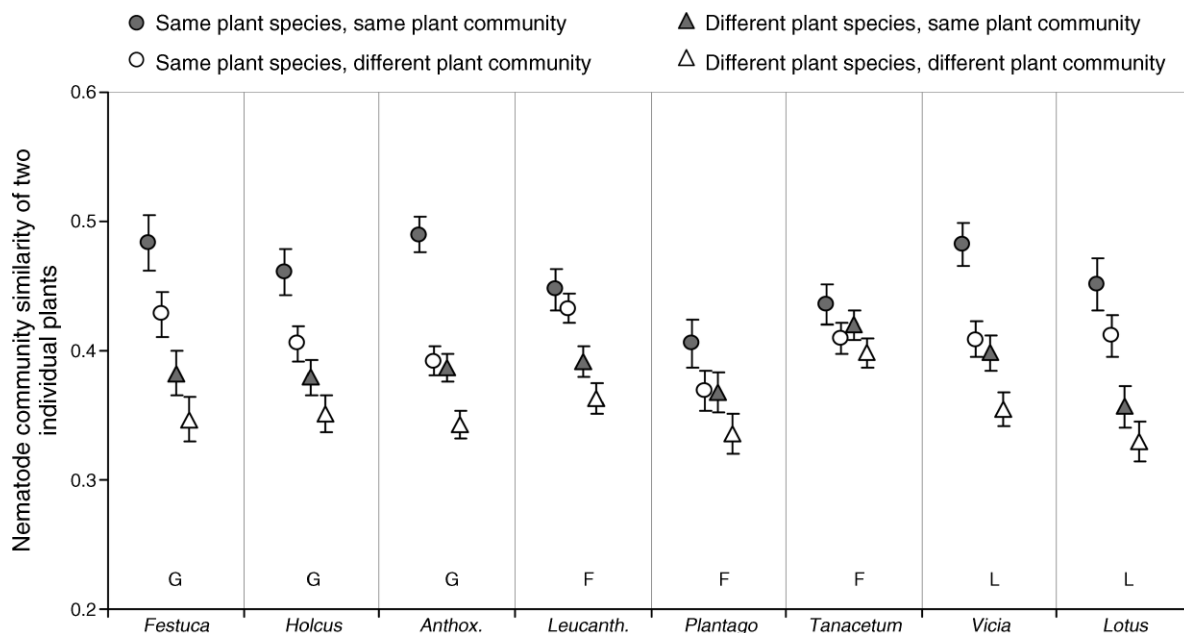 Same plant species, same plant community
Different plant species, same plant community
Same plant species, different plant community
Different plant species, different plant community
Nematode community similarity of two
individual plants
0.6
0.5
0.4
0.3
0.2
G G G F F F L L
Festuca Holcus Anthox. Leucanth. Plantago Tanacetum Vicia Lotus